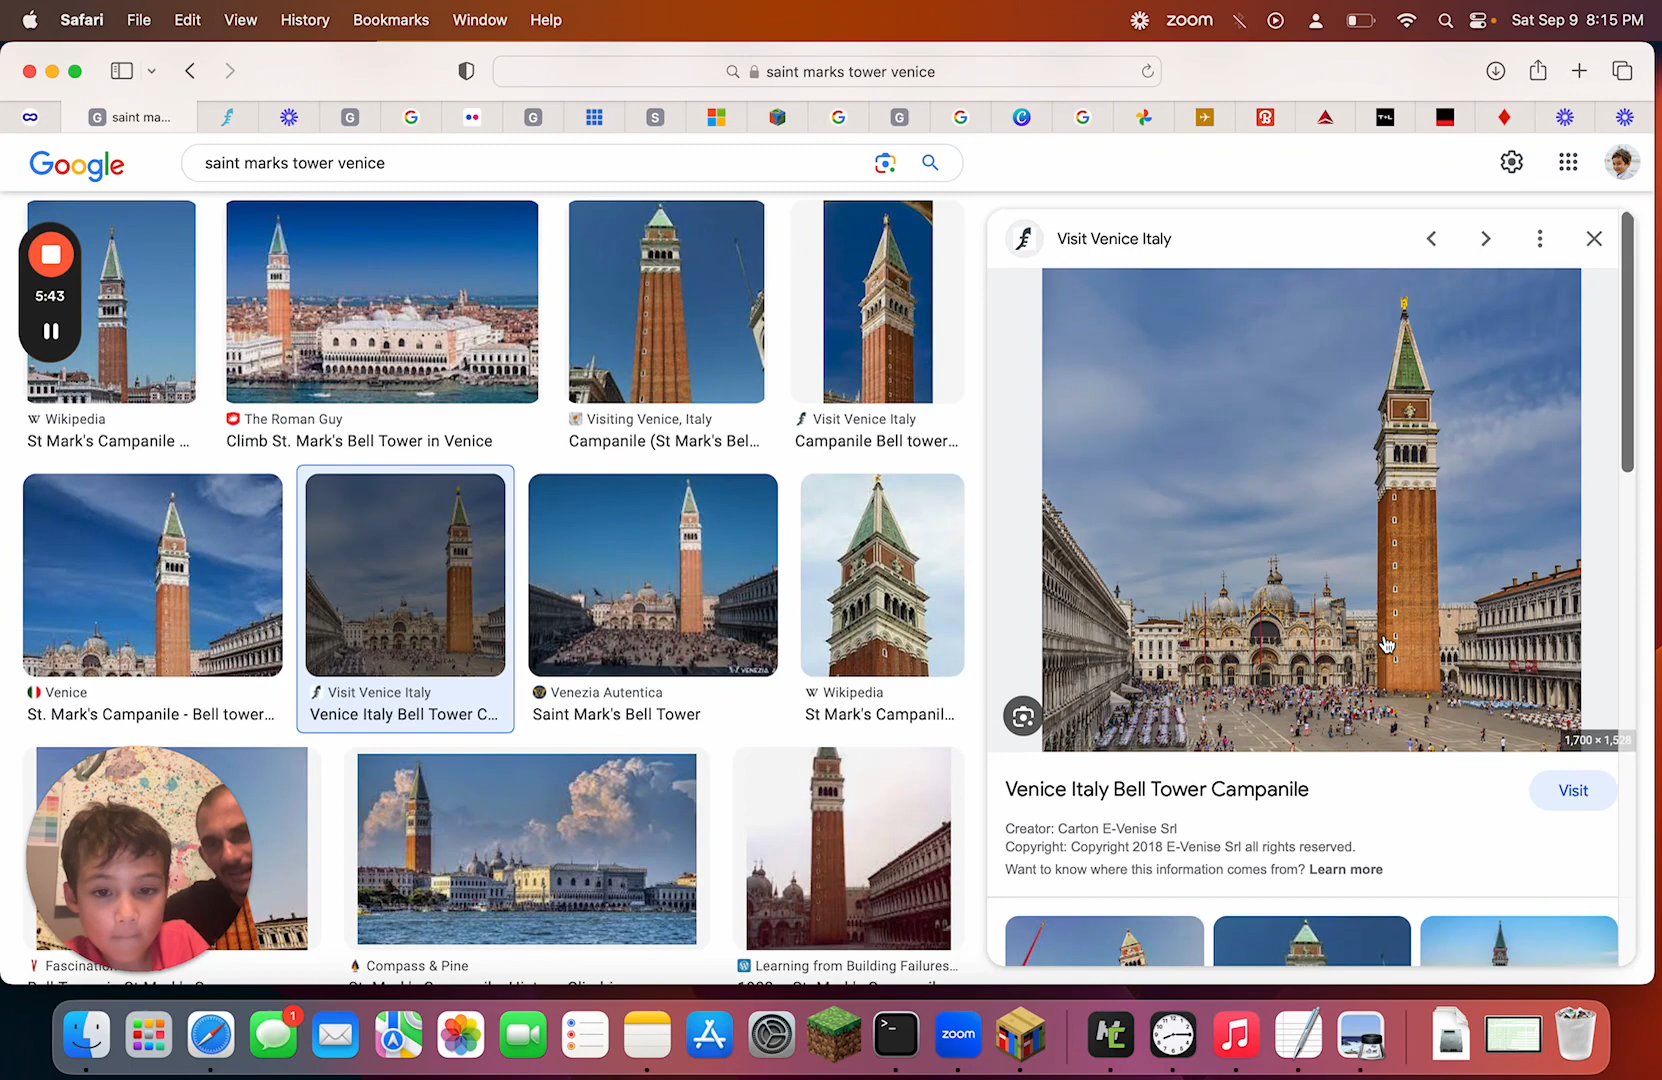 Safari File Edit View History Bookmarks Window Help zoom Sat Sep 9 8:15 PM
saint marks tower venice
saint ma...
Google
saint marks tower venice
5:43
Visit Venice Italy
Wikipedia
St Mark's Campanile ...
The Roman Guy
Climb St. Mark's Bell Tower in Venice
Visiting Venice, Italy
Campanile (St Mark's Bel...
Visit Venice Italy
Campanile Bell tower...
Venice
St. Mark's Campanile - Bell tower...
Visit Venice Italy
Venice Italy Bell Tower C...
Venezia Autentica
Saint Mark's Bell Tower
Wikipedia
St Mark's Campanil...
1,700 × 1,528
Venice Italy Bell Tower Campanile
Visit
Creator: Carton E-Venise Srl
Copyright: Copyright 2018 E-Venise Srl all rights reserved.
Want to know where this information comes from? Learn more
Compass & Pine
Learning from Building Failures...
1
zoom